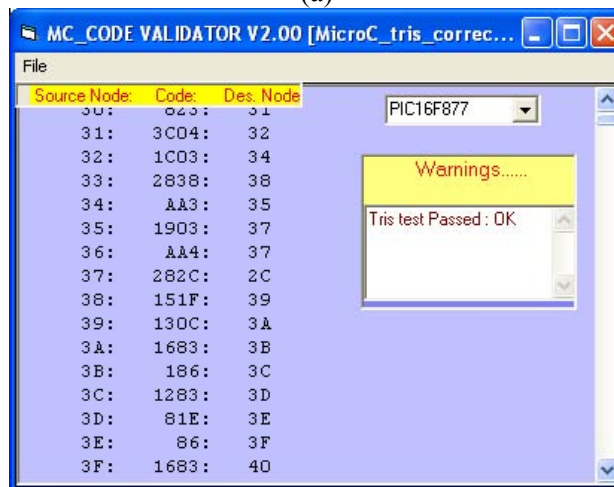 (a)
MC_CODE VALIDATOR V2.00 [MicroC_tris_correc...
File
Source Node: Code: Des. Node
30: 823: 31
31: 3C04: 32
32: 1C03: 34
33: 2838: 38
34: AA3: 35
35: 1903: 37
36: AA4: 37
37: 282C: 2C
38: 151F: 39
39: 130C: 3A
3A: 1683: 3B
3B: 186: 3C
3C: 1283: 3D
3D: 81E: 3E
3E: 86: 3F
3F: 1683: 40
PIC16F877
Warnings......
Tris test Passed : OK